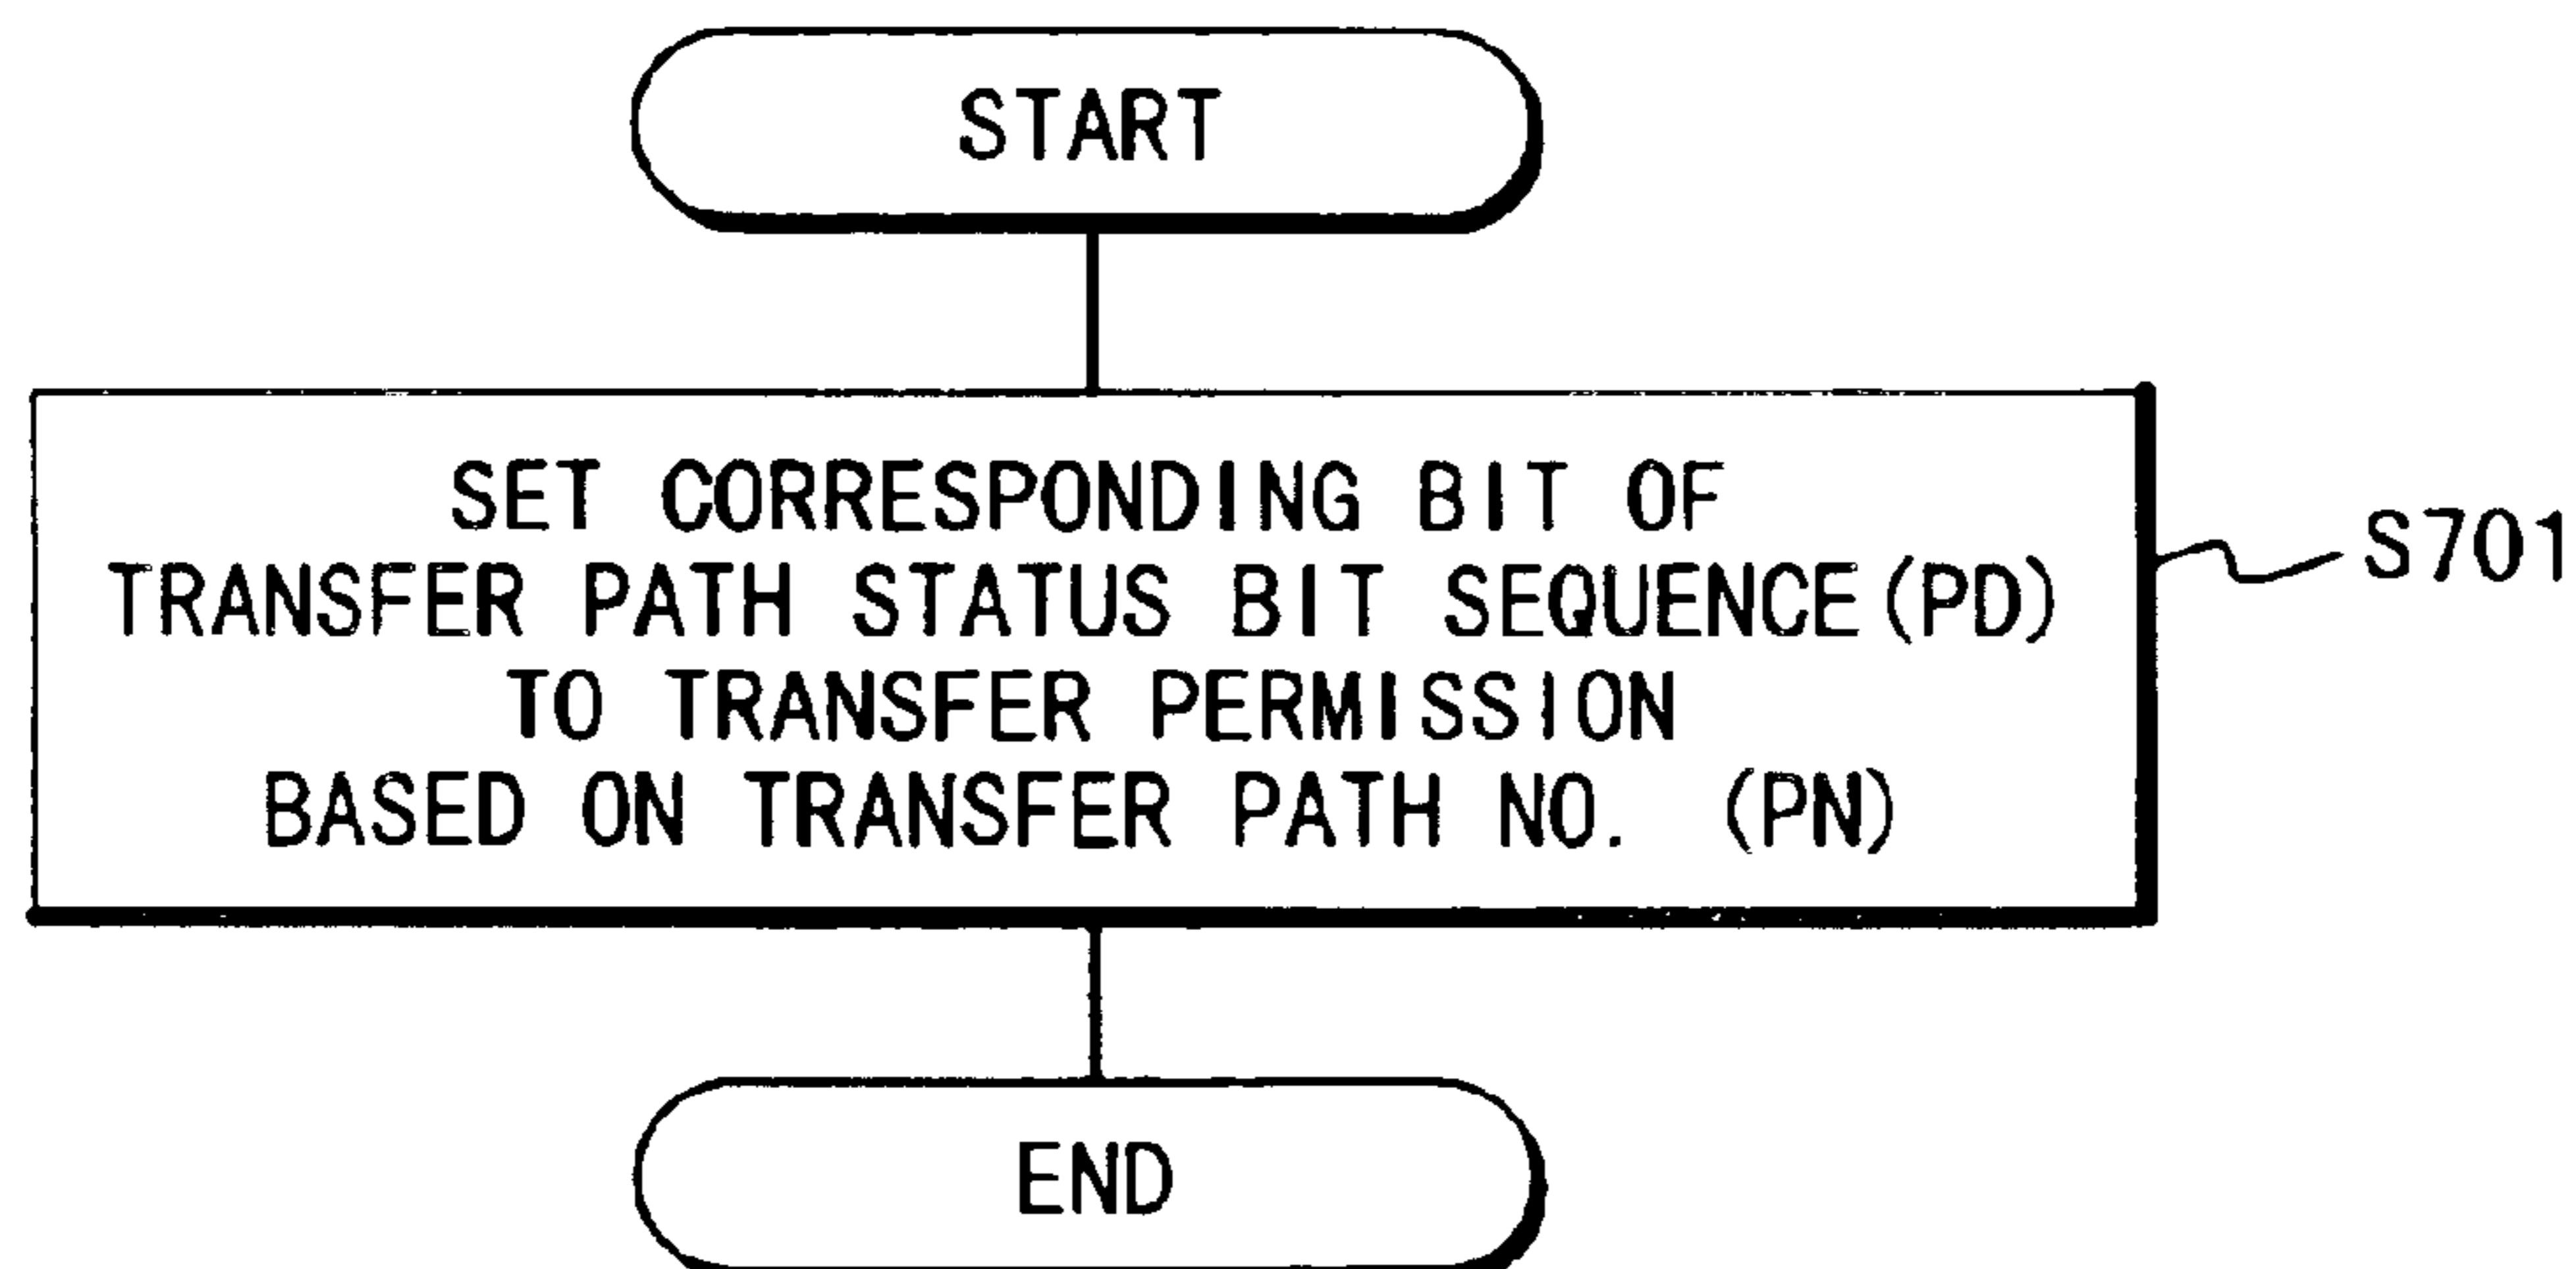 START
SET CORRESPONDING BIT OF
TRANSFER PATH STATUS BIT SEQUENCE (PD)
TO TRANSFER PERMISSION
BASED ON TRANSFER PATH NO. (PN)
S701
END